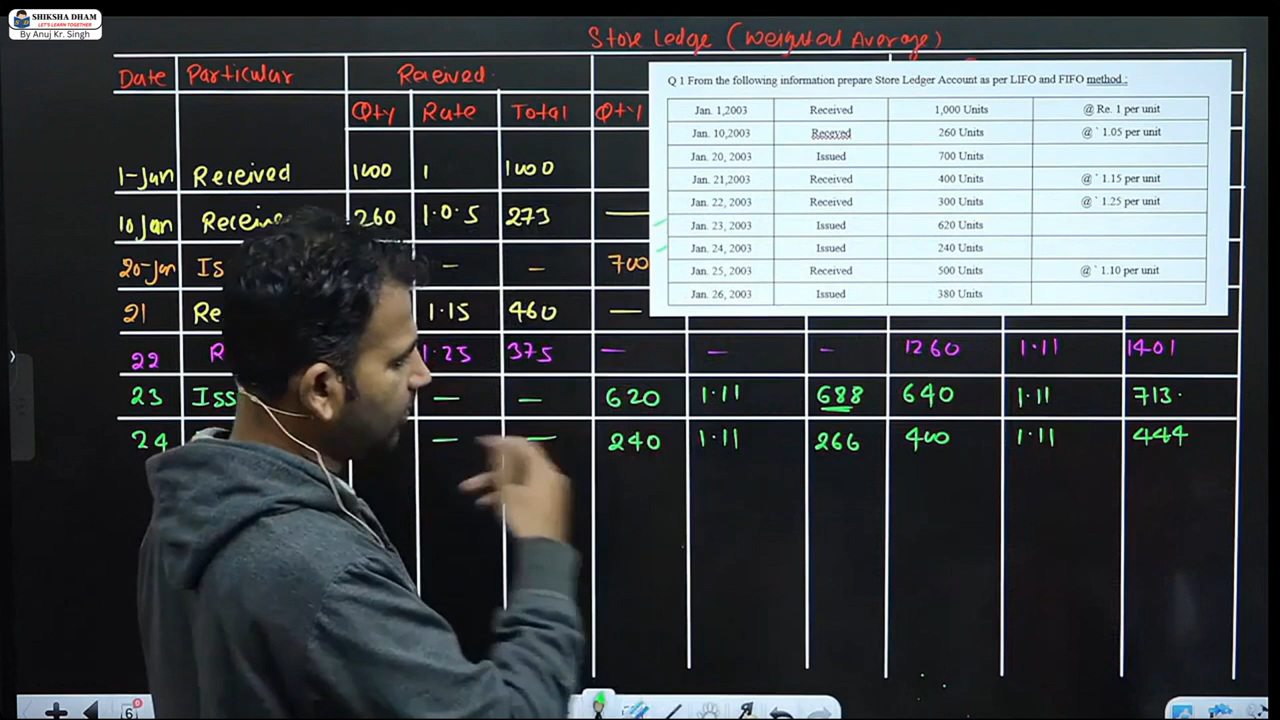 SHIKSHA DHAM
LET'S LEARN TOGETHER
By Anuj Kr. Singh
Store Ledge (Weighted Average)
Date Particular Received
Qty Rate Total Qty
1-Jan Received 1000 1 1000
10 Jan 260 1.0.5 273 —
20-Jan Is — — 700
21 Re 1.15 460 —
22 R 1.25 375 — — — 1260 1.11 1401
23 Iss — — 620 1.11 688 640 1.11 713.
24 — — 240 1.11 266 400 1.11 444
Q 1 From the following information prepare Store Ledger Account as per LIFO and FIFO method :
Jan. 1,2003 Received 1,000 Units @ Re. 1 per unit
Jan. 10,2003 Receved 260 Units @ ` 1.05 per unit
Jan. 20, 2003 Issued 700 Units
Jan. 21,2003 Received 400 Units @ ` 1.15 per unit
Jan. 22, 2003 Received 300 Units @ ` 1.25 per unit
Jan. 23, 2003 Issued 620 Units
Jan. 24, 2003 Issued 240 Units
Jan. 25, 2003 Received 500 Units @ ` 1.10 per unit
Jan. 26, 2003 Issued 380 Units